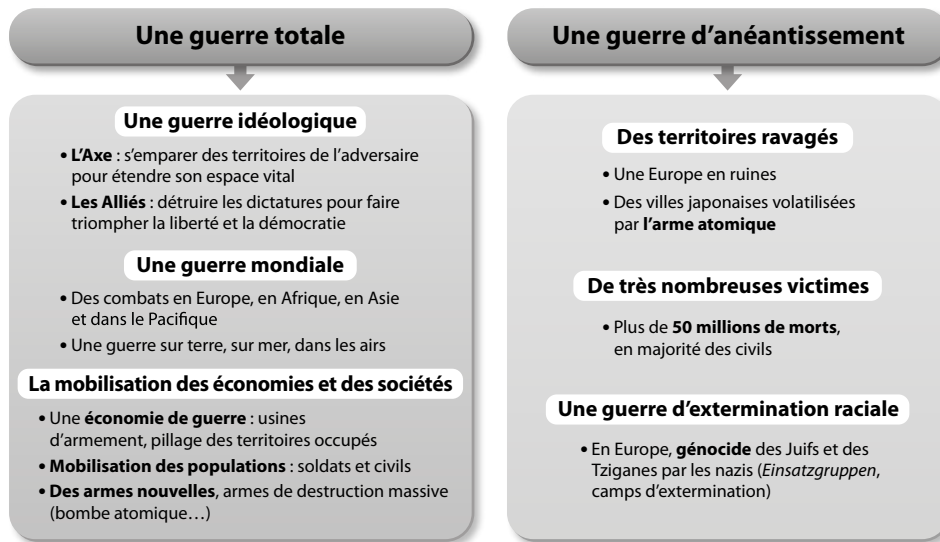 Une guerre totale
Une guerre idéologique
• L'Axe : s'emparer des territoires de l'adversaire
pour étendre son espace vital
• Les Alliés : détruire les dictatures pour faire
triompher la liberté et la démocratie
Une guerre mondiale
• Des combats en Europe, en Afrique, en Asie
et dans le Pacifique
• Une guerre sur terre, sur mer, dans les airs
La mobilisation des économies et des sociétés
• Une économie de guerre : usines
d'armement, pillage des territoires occupés
• Mobilisation des populations : soldats et civils
• Des armes nouvelles, armes de destruction massive
(bombe atomique…)
Une guerre d'anéantissement
Des territoires ravagés
• Une Europe en ruines
• Des villes japonaises volatilisées
par l'arme atomique
De très nombreuses victimes
• Plus de 50 millions de morts,
en majorité des civils
Une guerre d'extermination raciale
• En Europe, génocide des Juifs et des
Tziganes par les nazis (Einsatzgruppen,
camps d'extermination)